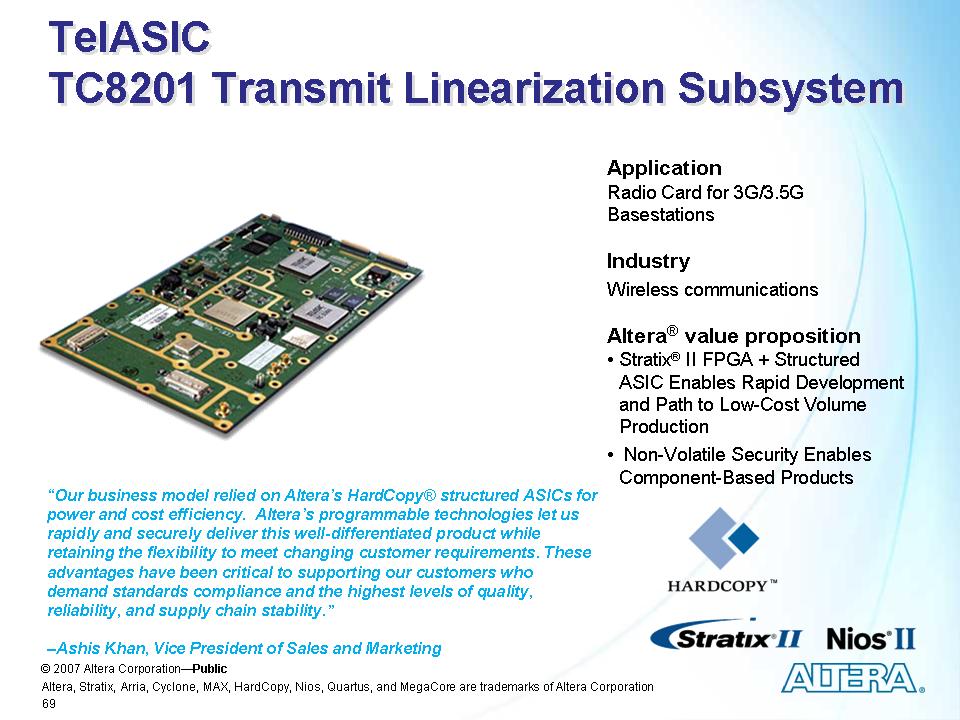 TelASIC
TC8201 Transmit Linearization Subsystem
Application
Radio Card for 3G/3.5G
Basestations
Industry
Wireless communications
Altera® value proposition
• Stratix® II FPGA + Structured
ASIC Enables Rapid Development
and Path to Low-Cost Volume
Production
• Non-Volatile Security Enables
Component-Based Products
“Our business model relied on Altera’s HardCopy® structured ASICs for
power and cost efficiency. Altera’s programmable technologies let us
rapidly and securely deliver this well-differentiated product while
retaining the flexibility to meet changing customer requirements. These
advantages have been critical to supporting our customers who
demand standards compliance and the highest levels of quality,
reliability, and supply chain stability.”
–Ashis Khan, Vice President of Sales and Marketing
HARDCOPY™
Stratix® II
Nios® II
ALTERA®
© 2007 Altera Corporation—Public
Altera, Stratix, Arria, Cyclone, MAX, HardCopy, Nios, Quartus, and MegaCore are trademarks of Altera Corporation
69